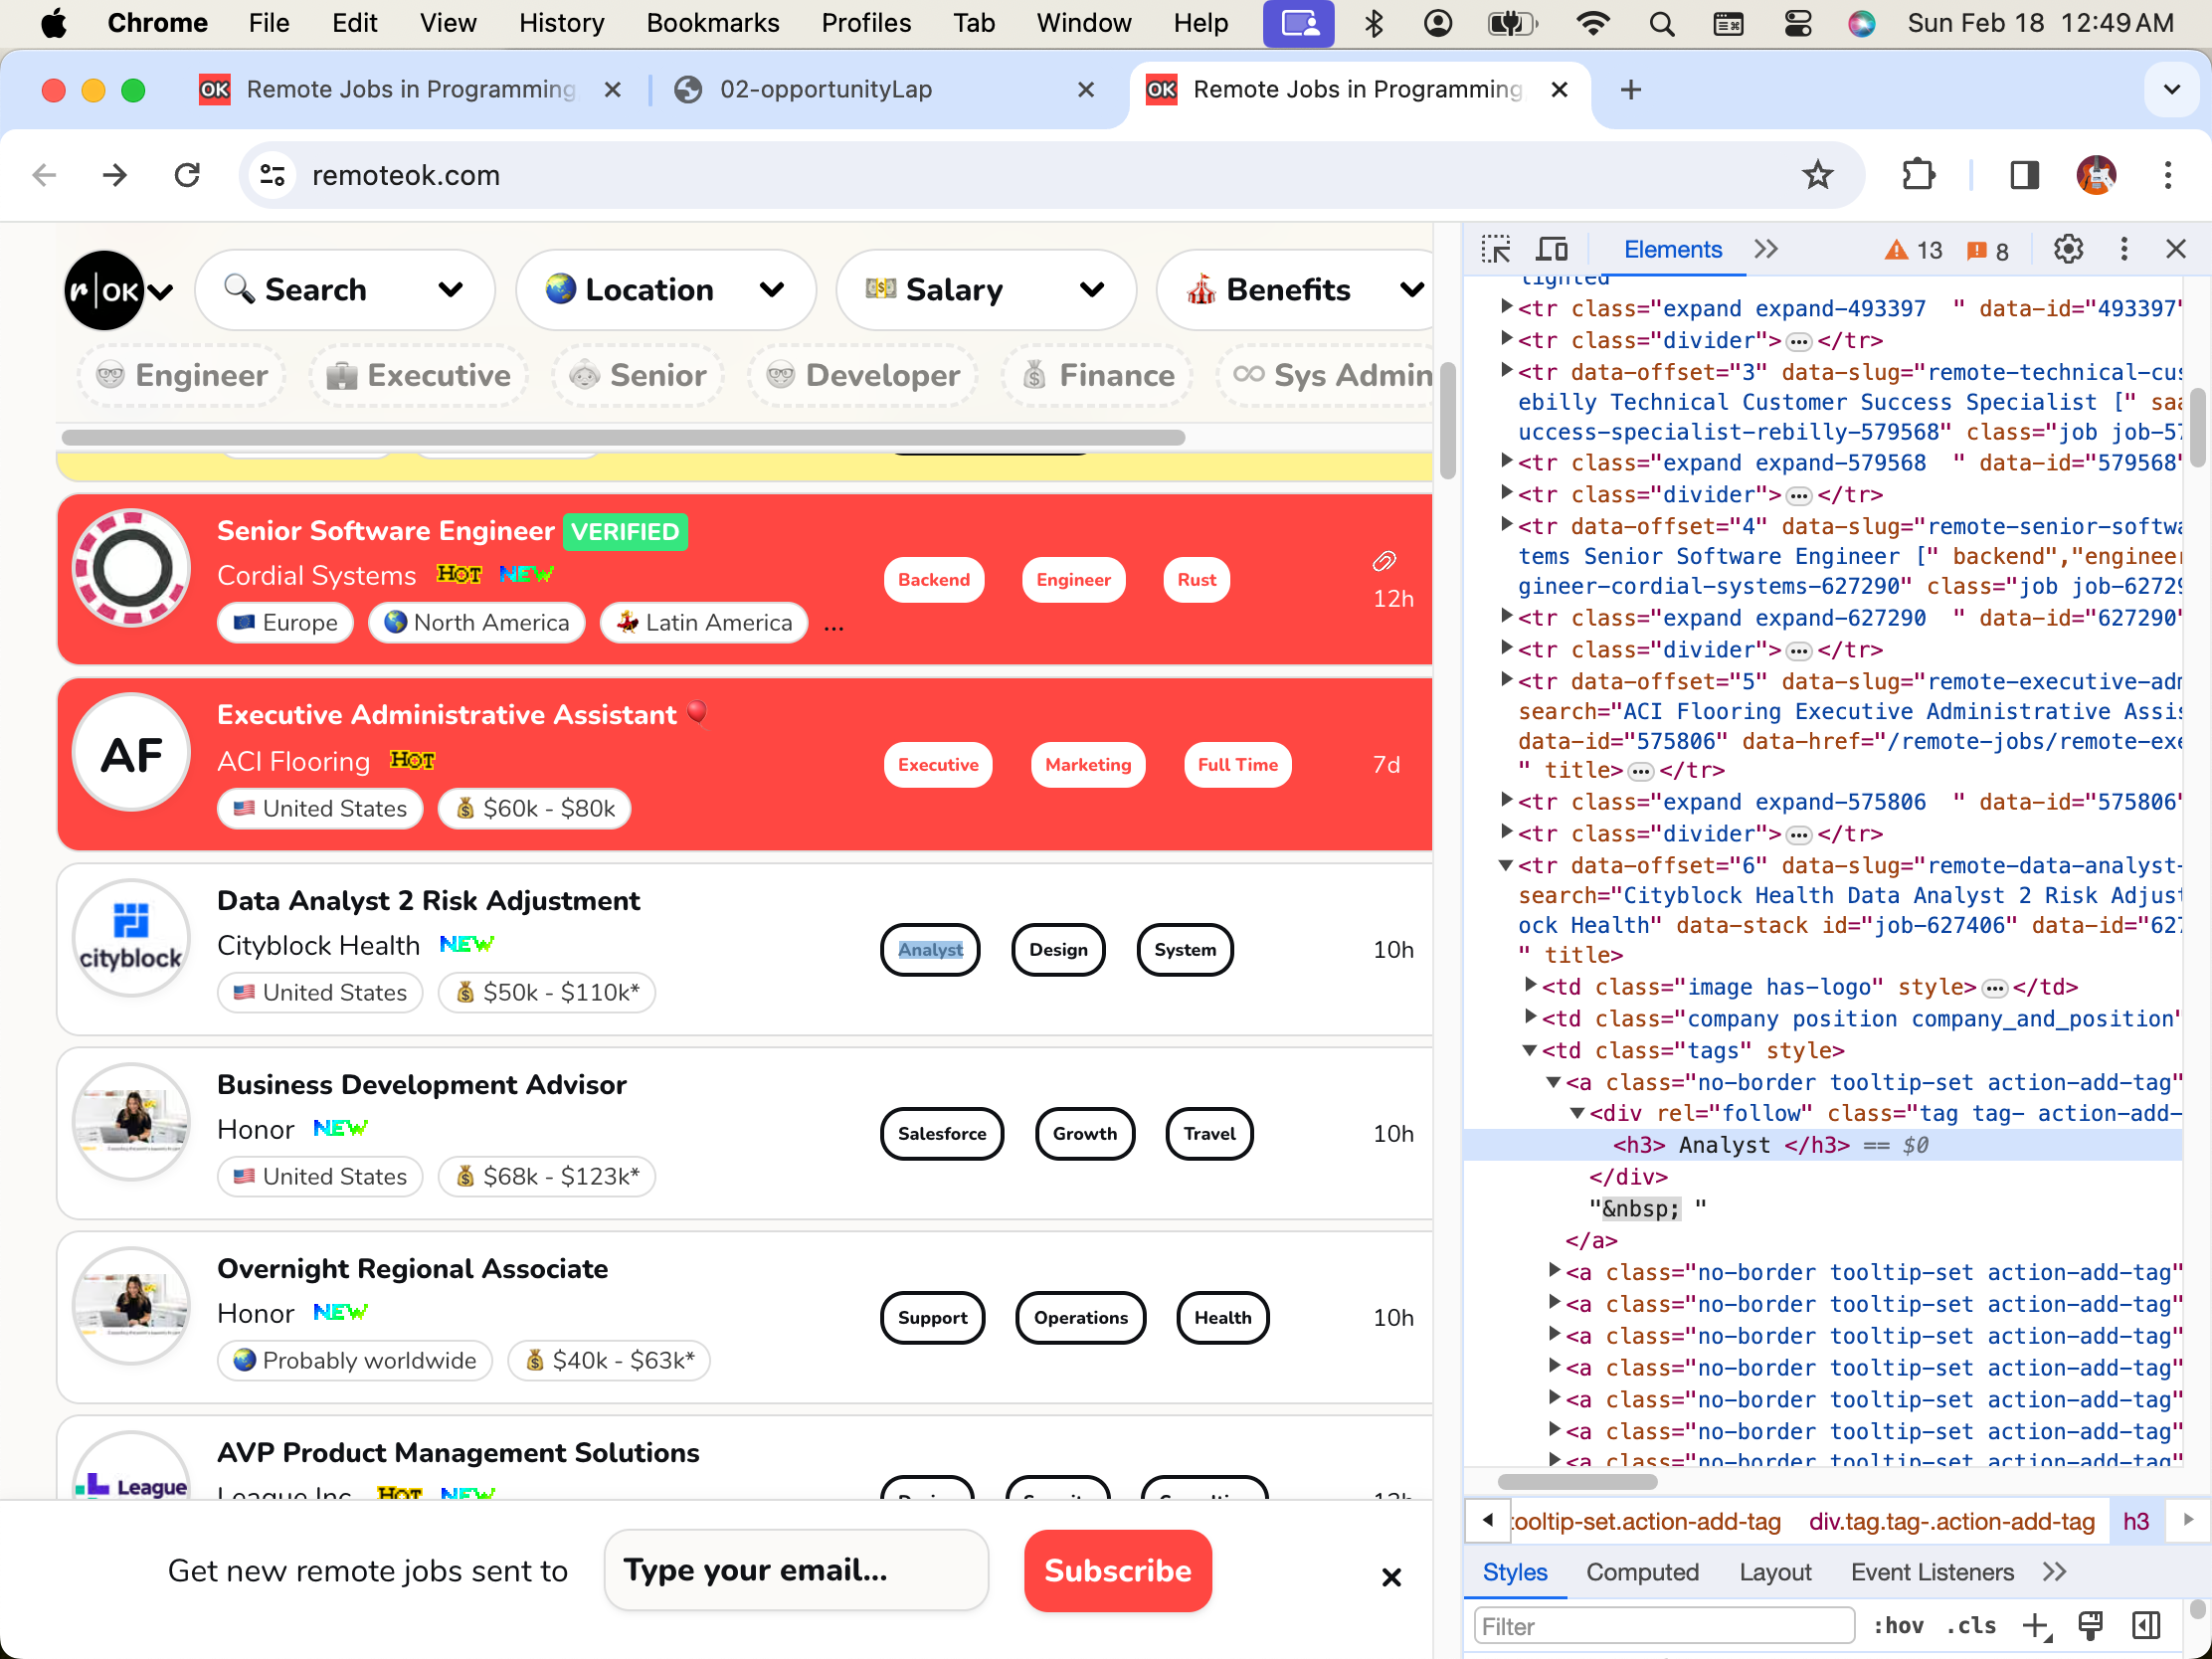 Chrome File Edit View History Bookmarks Profiles Tab Window Help Sun Feb 18 12:49 AM
OK Remote Jobs in Programming 02-opportunityLap OK Remote Jobs in Programming
remoteok.com
r|OK Search Location Salary Benefits
Engineer Executive Senior Developer Finance Sys Admin
Senior Software Engineer VERIFIED
Cordial Systems HOT NEW
Backend Engineer Rust
12h
Europe North America Latin America ...
AF
Executive Administrative Assistant
ACI Flooring HOT
Executive Marketing Full Time 7d
United States $60k - $80k
cityblock
Data Analyst 2 Risk Adjustment
Cityblock Health NEW
Analyst Design System 10h
United States $50k - $110k*
Business Development Advisor
Honor NEW
Salesforce Growth Travel 10h
United States $68k - $123k*
Overnight Regional Associate
Honor NEW
Support Operations Health 10h
Probably worldwide $40k - $63k*
League
AVP Product Management Solutions
League Inc HOT NEW
Get new remote jobs sent to Type your email... Subscribe
Elements 13 8
lighted
<tr class="expand expand-493397 " data-id="493397"
<tr class="divider">…</tr>
<tr data-offset="3" data-slug="remote-technical-cus
ebilly Technical Customer Success Specialist [" saa
uccess-specialist-rebilly-579568" class="job job-57
<tr class="expand expand-579568 " data-id="579568"
<tr class="divider">…</tr>
<tr data-offset="4" data-slug="remote-senior-softwa
tems Senior Software Engineer [" backend","engineer
gineer-cordial-systems-627290" class="job job-6272
<tr class="expand expand-627290 " data-id="627290"
<tr class="divider">…</tr>
<tr data-offset="5" data-slug="remote-executive-adm
search="ACI Flooring Executive Administrative Assis
data-id="575806" data-href="/remote-jobs/remote-exe
" title>…</tr>
<tr class="expand expand-575806 " data-id="575806"
<tr class="divider">…</tr>
<tr data-offset="6" data-slug="remote-data-analyst-
search="Cityblock Health Data Analyst 2 Risk Adjust
ock Health" data-stack id="job-627406" data-id="627
" title>
<td class="image has-logo" style>…</td>
<td class="company position company_and_position"
<td class="tags" style>
<a class="no-border tooltip-set action-add-tag"
<div rel="follow" class="tag tag- action-add-
<h3> Analyst </h3> == $0
</div>
"&nbsp; "
</a>
<a class="no-border tooltip-set action-add-tag"
<a class="no-border tooltip-set action-add-tag"
<a class="no-border tooltip-set action-add-tag"
<a class="no-border tooltip-set action-add-tag"
<a class="no-border tooltip-set action-add-tag"
<a class="no-border tooltip-set action-add-tag"
<a class="no-border tooltip-set action-add-tag"
tooltip-set.action-add-tag div.tag.tag-.action-add-tag h3
Styles Computed Layout Event Listeners
Filter :hov .cls